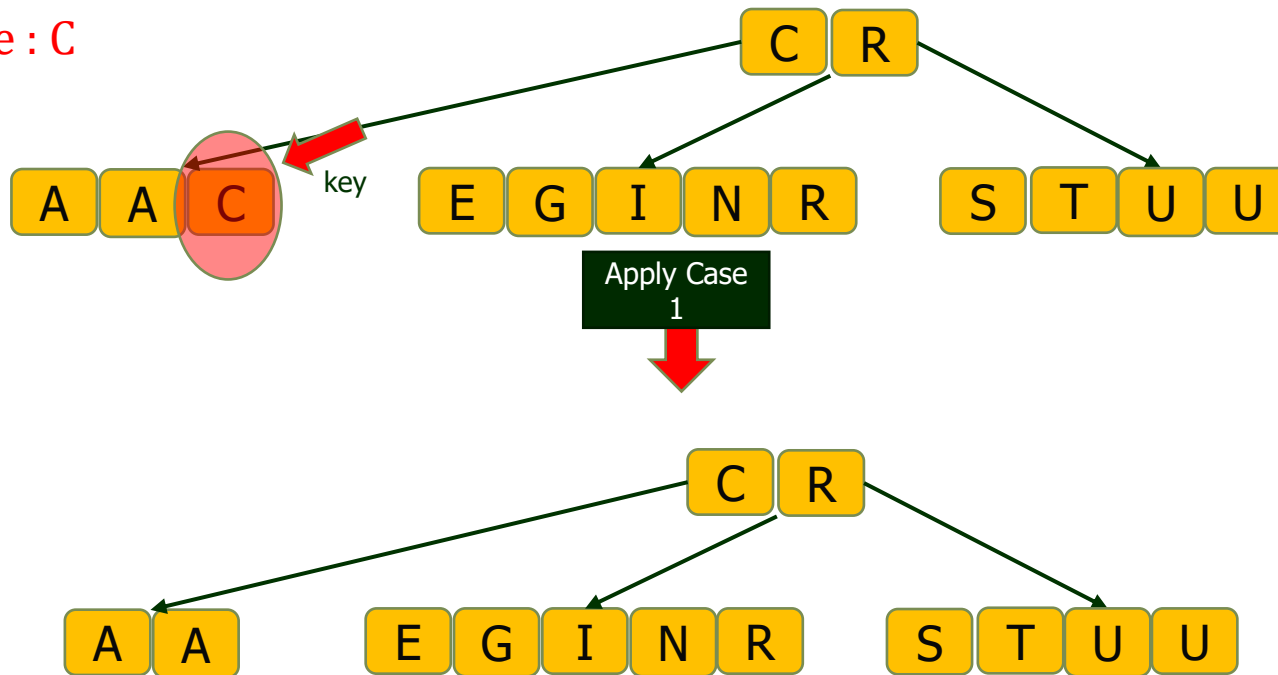 e : C
C R
A A C key E G I N R S T U U
Apply Case
1
C R
A A E G I N R S T U U